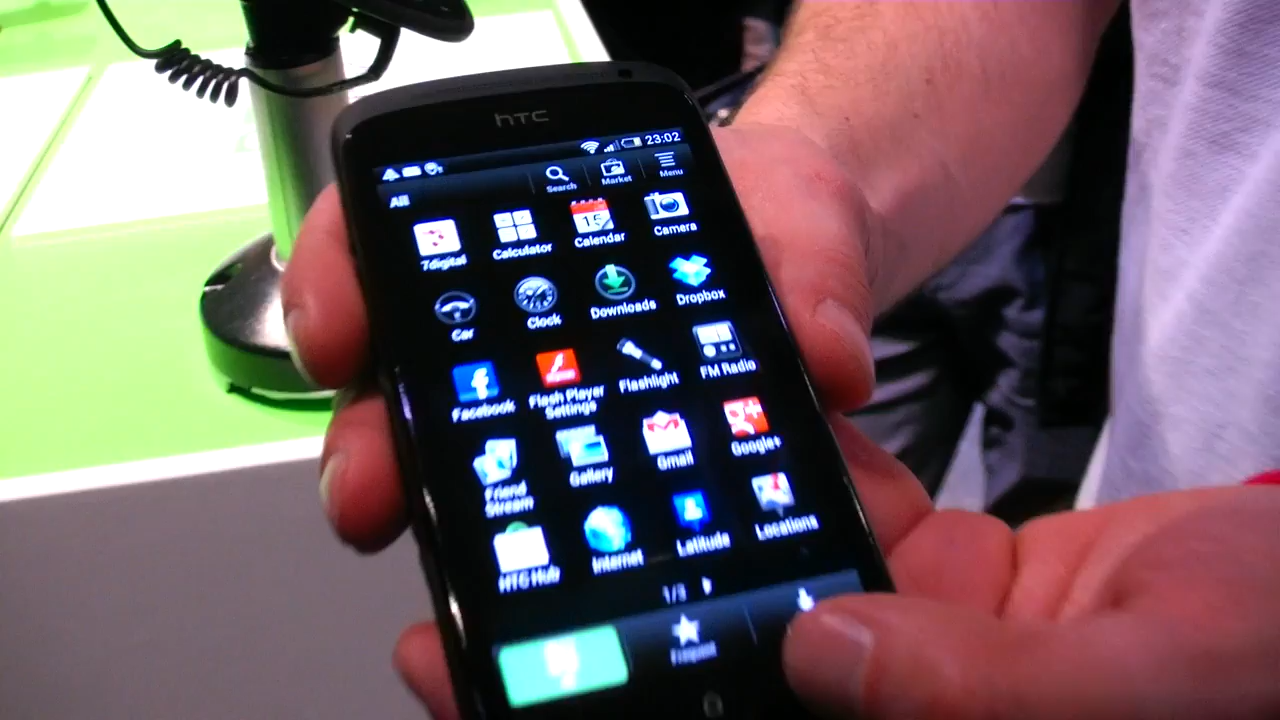 hTC
23:02
All
Search Market Menu
7digital Calculator Calendar Camera
15
Car Clock Downloads Dropbox
Facebook Flash Player Settings Flashlight FM Radio
Friend Stream Gallery Gmail Google+
HTC Hub Internet Latitude Locations
1/3
Frequent